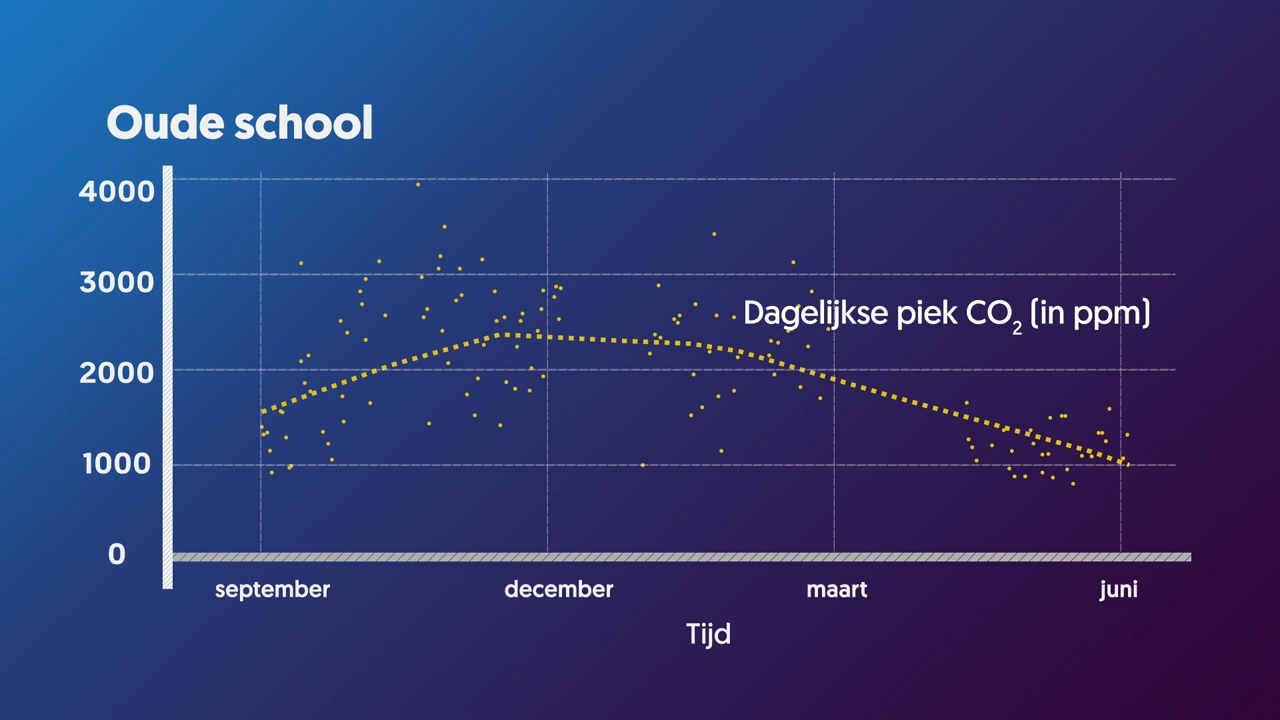 Oude school
4000
3000
Dagelijkse piek CO₂ (in ppm)
2000
1000
0
september december maart juni
Tijd